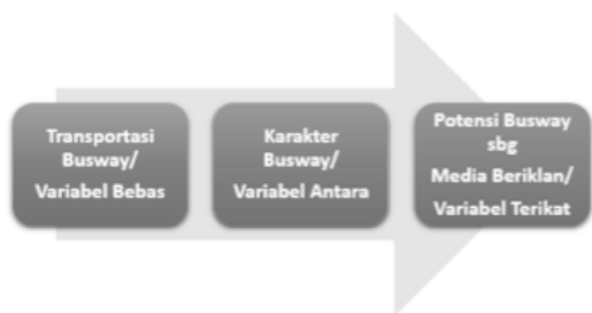 Transportasi
Busway/
Variabel Bebas
Karakter
Busway/
Variabel Antara
Potensi Busway
sbg
Media Beriklan/
Variabel Terikat